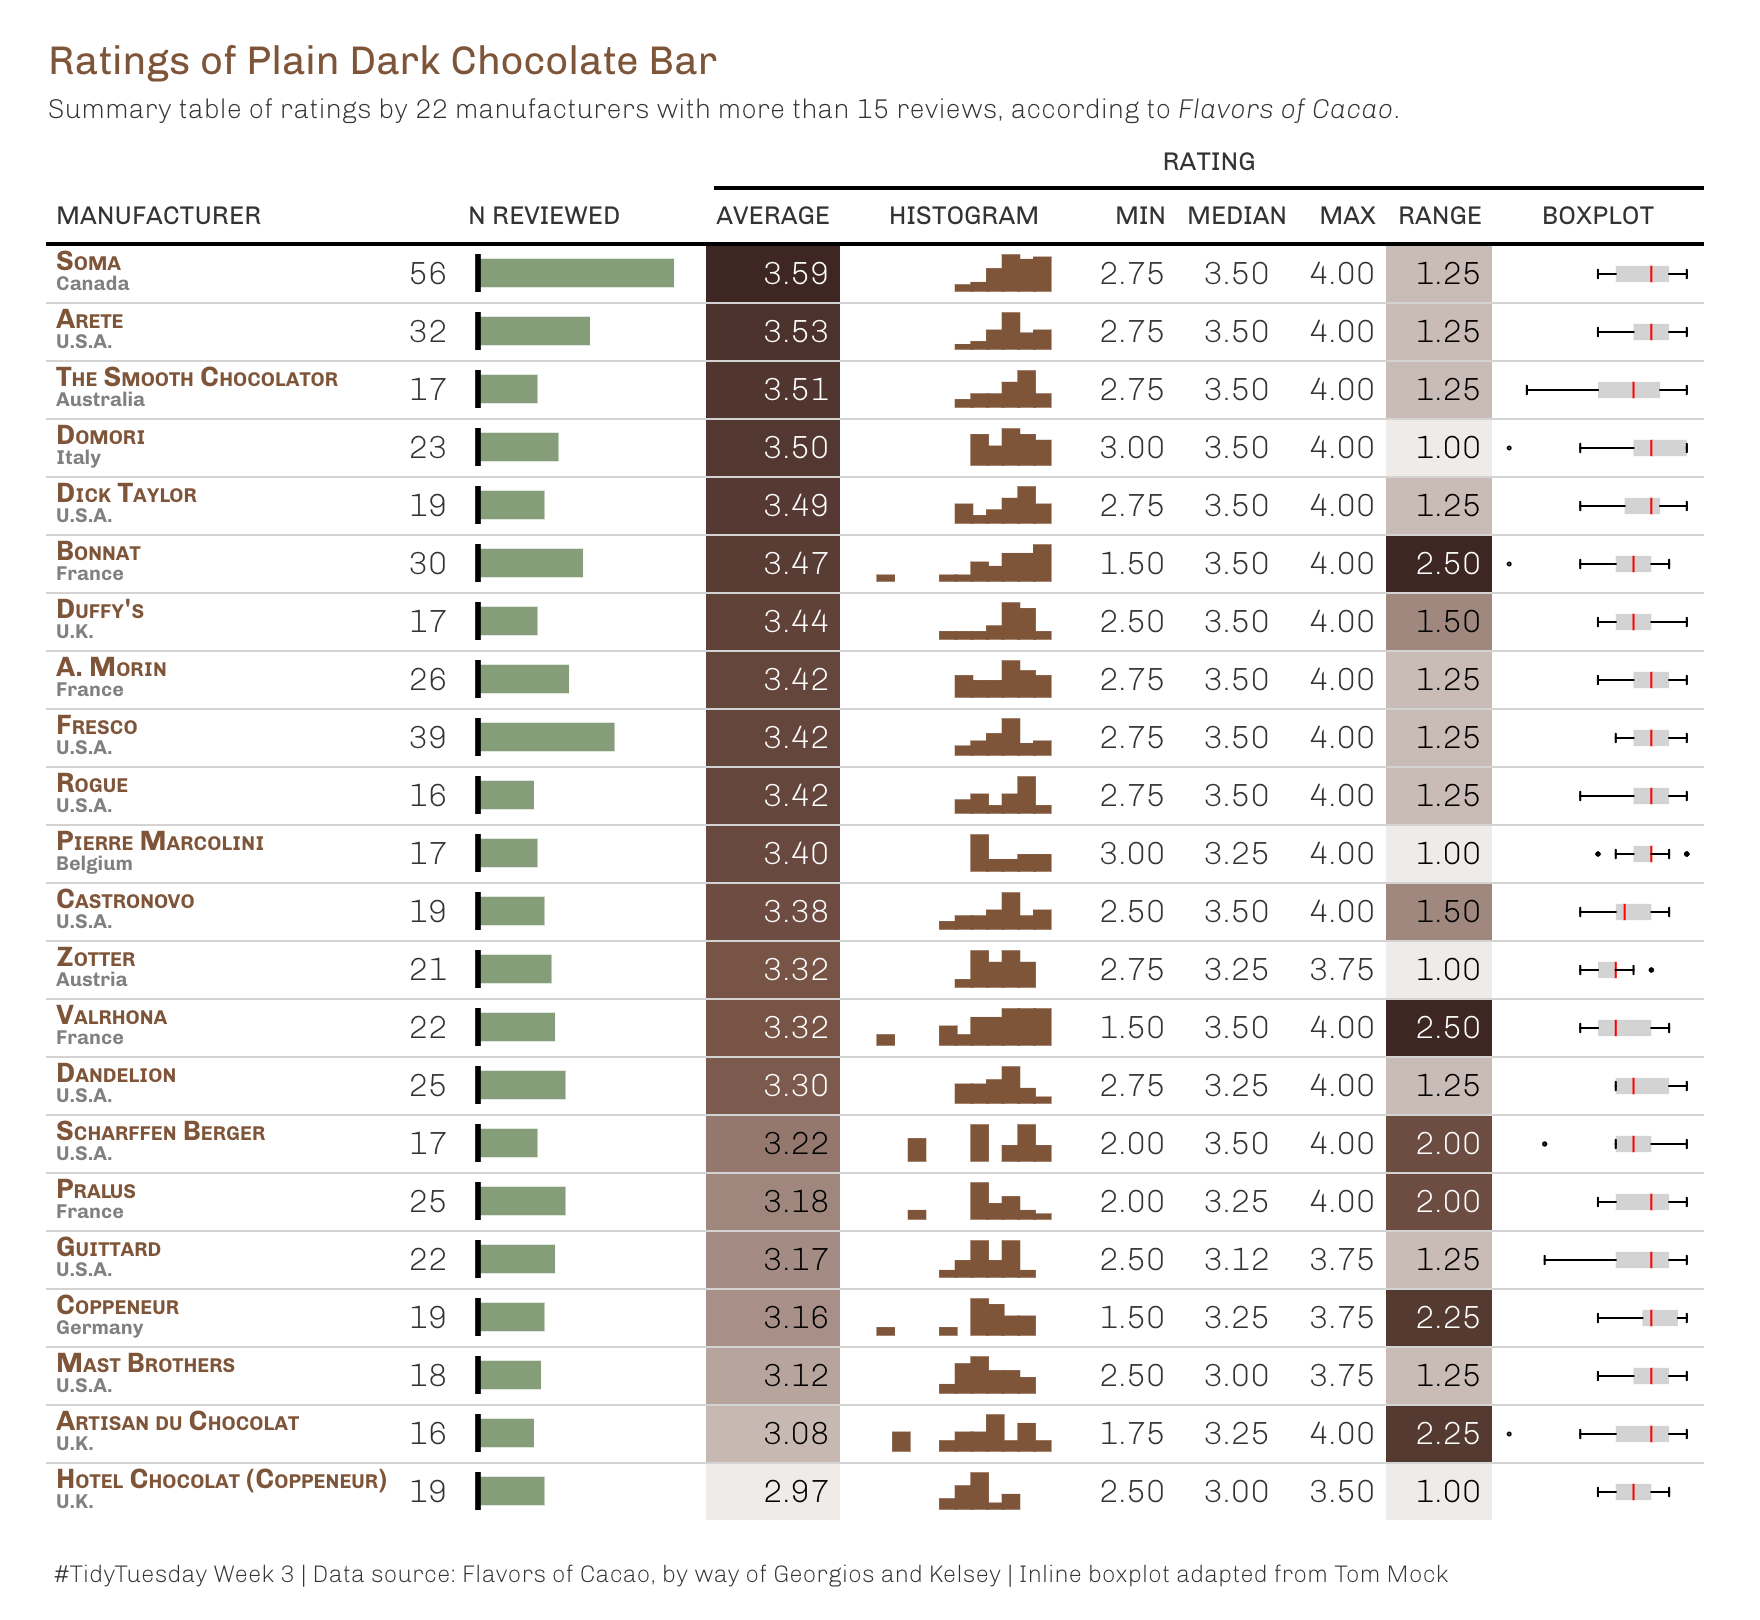 Ratings of Plain Dark Chocolate Bar
Summary table of ratings by 22 manufacturers with more than 15 reviews, according to Flavors of Cacao.
RATING
MANUFACTURER N REVIEWED AVERAGE HISTOGRAM MIN MEDIAN MAX RANGE BOXPLOT
SOMA
Canada
56 3.59 2.75 3.50 4.00 1.25
ARETE
U.S.A.
32 3.53 2.75 3.50 4.00 1.25
THE SMOOTH CHOCOLATOR
Australia
17 3.51 2.75 3.50 4.00 1.25
DOMORI
Italy
23 3.50 3.00 3.50 4.00 1.00
DICK TAYLOR
U.S.A.
19 3.49 2.75 3.50 4.00 1.25
BONNAT
France
30 3.47 1.50 3.50 4.00 2.50
DUFFY'S
U.K.
17 3.44 2.50 3.50 4.00 1.50
A. MORIN
France
26 3.42 2.75 3.50 4.00 1.25
FRESCO
U.S.A.
39 3.42 2.75 3.50 4.00 1.25
ROGUE
U.S.A.
16 3.42 2.75 3.50 4.00 1.25
PIERRE MARCOLINI
Belgium
17 3.40 3.00 3.25 4.00 1.00
CASTRONOVO
U.S.A.
19 3.38 2.50 3.50 4.00 1.50
ZOTTER
Austria
21 3.32 2.75 3.25 3.75 1.00
VALRHONA
France
22 3.32 1.50 3.50 4.00 2.50
DANDELION
U.S.A.
25 3.30 2.75 3.25 4.00 1.25
SCHARFFEN BERGER
U.S.A.
17 3.22 2.00 3.50 4.00 2.00
PRALUS
France
25 3.18 2.00 3.25 4.00 2.00
GUITTARD
U.S.A.
22 3.17 2.50 3.12 3.75 1.25
COPPENEUR
Germany
19 3.16 1.50 3.25 3.75 2.25
MAST BROTHERS
U.S.A.
18 3.12 2.50 3.00 3.75 1.25
ARTISAN DU CHOCOLAT
U.K.
16 3.08 1.75 3.25 4.00 2.25
HOTEL CHOCOLAT (COPPENEUR)
U.K.
19 2.97 2.50 3.00 3.50 1.00
#TidyTuesday Week 3 | Data source: Flavors of Cacao, by way of Georgios and Kelsey | Inline boxplot adapted from Tom Mock